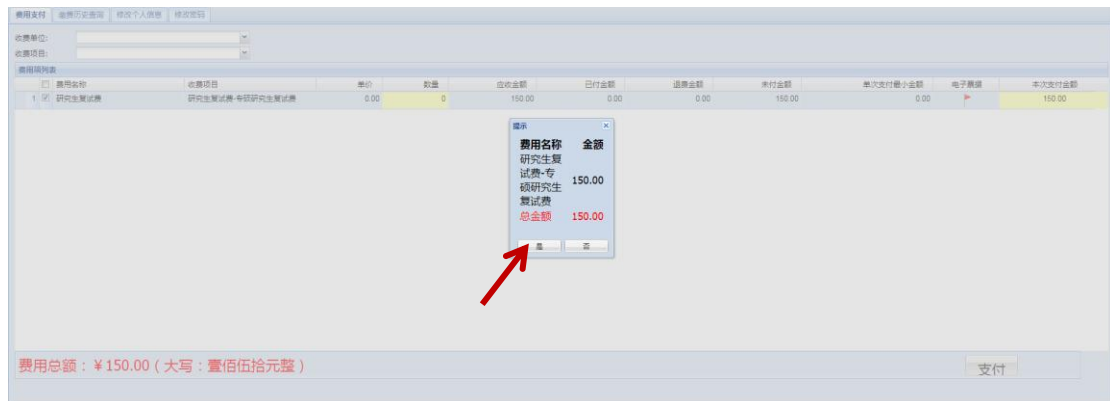 费用支付 缴费历史查询 修改个人信息 修改密码
收费单位:
收费项目:
费用项列表
费用名称 收费项目 单价 数量 应收金额 已付金额 退费金额 未付金额 单次支付最小金额 电子票据 本次支付金额
1 研究生复试费 研究生复试费-专硕研究生复试费 0.00 0 150.00 0.00 0.00 150.00 0.00 150.00
提示
费用名称 金额
研究生复
试费-专
硕研究生
复试费
150.00
总金额 150.00
是 否
费用总额：¥150.00（大写：壹佰伍拾元整）
支付